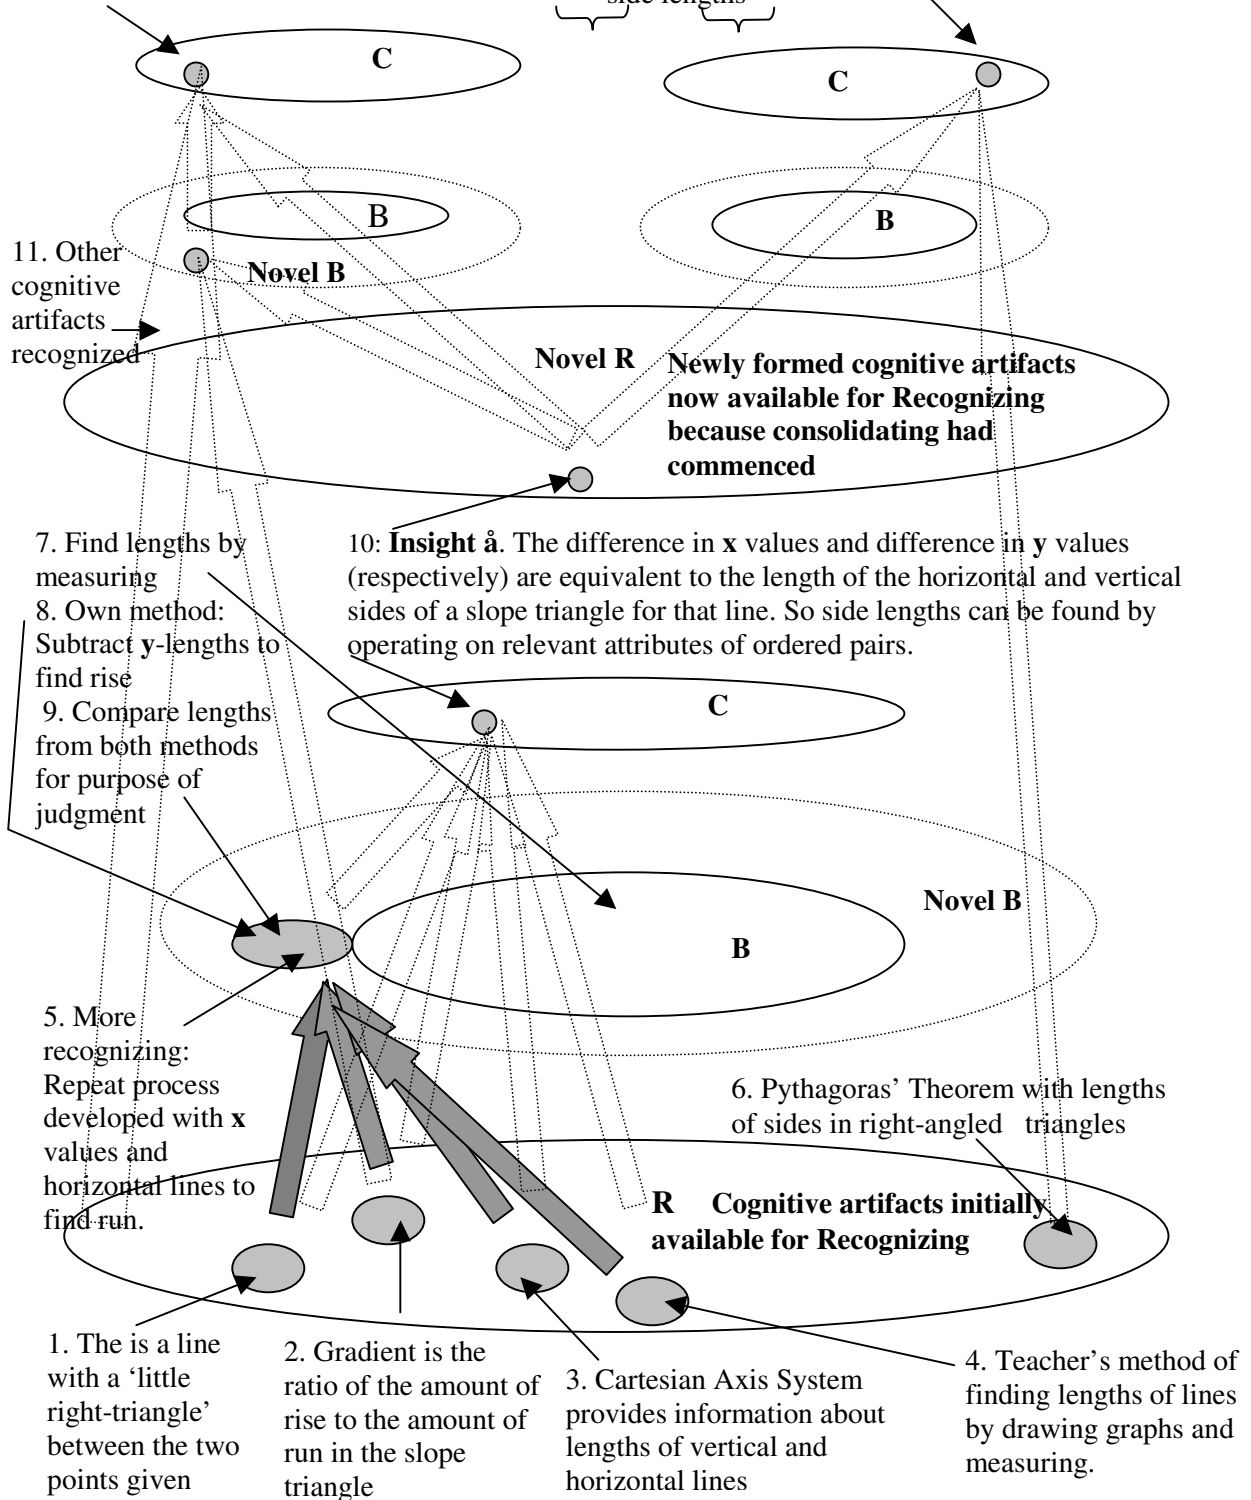 side lengths
C
C
B
B
11. Other
cognitive
artifacts
recognized
Novel B
Novel R
Newly formed cognitive artifacts
now available for Recognizing
because consolidating had
commenced
7. Find lengths by
measuring
8. Own method:
Subtract y-lengths to
find rise
9. Compare lengths
from both methods
for purpose of
judgment
10: Insight å. The difference in x values and difference in y values
(respectively) are equivalent to the length of the horizontal and vertical
sides of a slope triangle for that line. So side lengths can be found by
operating on relevant attributes of ordered pairs.
C
Novel B
B
5. More
recognizing:
Repeat process
developed with x
values and
horizontal lines to
find run.
6. Pythagoras’ Theorem with lengths
of sides in right-angled triangles
R Cognitive artifacts initially
available for Recognizing
1. The is a line
with a ‘little
right-triangle’
between the two
points given
2. Gradient is the
ratio of the amount of
rise to the amount of
run in the slope
triangle
3. Cartesian Axis System
provides information about
lengths of vertical and
horizontal lines
4. Teacher’s method of
finding lengths of lines
by drawing graphs and
measuring.